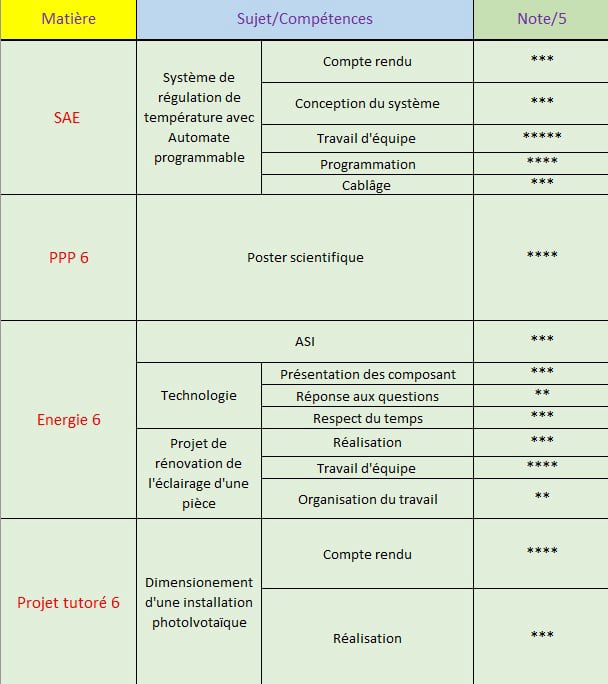 Matière
Sujet/Compétences
Note/5
SAE
Système de
régulation de
température avec
Automate
programmable
Compte rendu
***
Conception du système
***
Travail d'équipe
*****
Programmation
****
Cablâge
***
PPP 6
Poster scientifique
****
Energie 6
ASI
***
Technologie
Présentation des composant
***
Réponse aux questions
**
Respect du temps
***
Projet de
rénovation de
l'éclairage d'une
pièce
Réalisation
***
Travail d'équipe
****
Organisation du travail
**
Projet tutoré 6
Dimensionement
d'une installation
photolvotaïque
Compte rendu
****
Réalisation
***